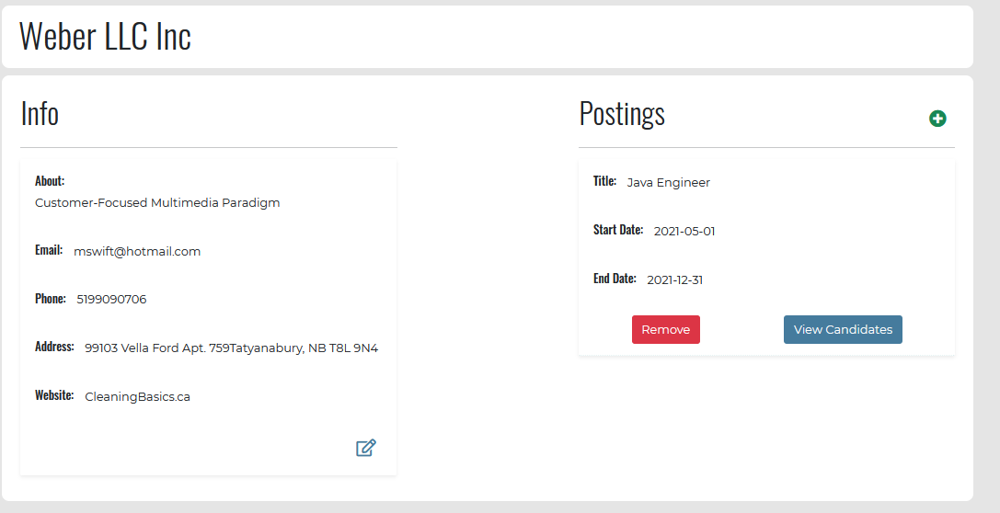 Weber LLC Inc
Info
About:
Customer-Focused Multimedia Paradigm
Email: mswift@hotmail.com
Phone: 5199090706
Address: 99103 Vella Ford Apt. 759Tatyanabury, NB T8L 9N4
Website: CleaningBasics.ca
Postings
Title: Java Engineer
Start Date: 2021-05-01
End Date: 2021-12-31
Remove View Candidates